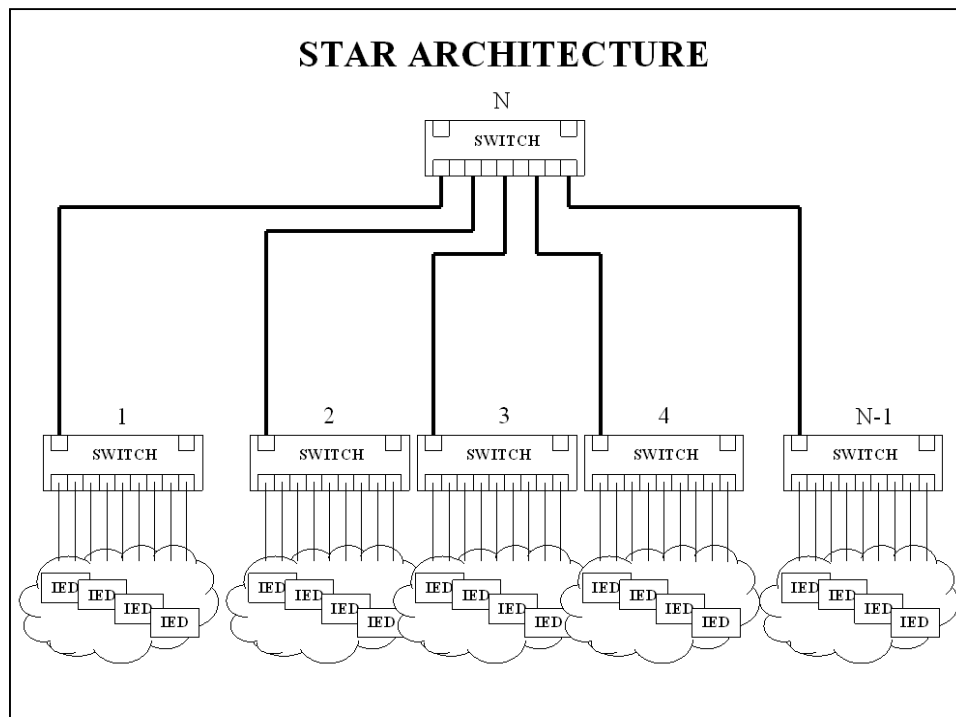 STAR ARCHITECTURE
N
SWITCH
1 2 3 4 N-1
SWITCH SWITCH SWITCH SWITCH SWITCH
IED IED IED IED IED
IED IED IED IED IED
IED IED IED IED IED
IED IED IED IED IED